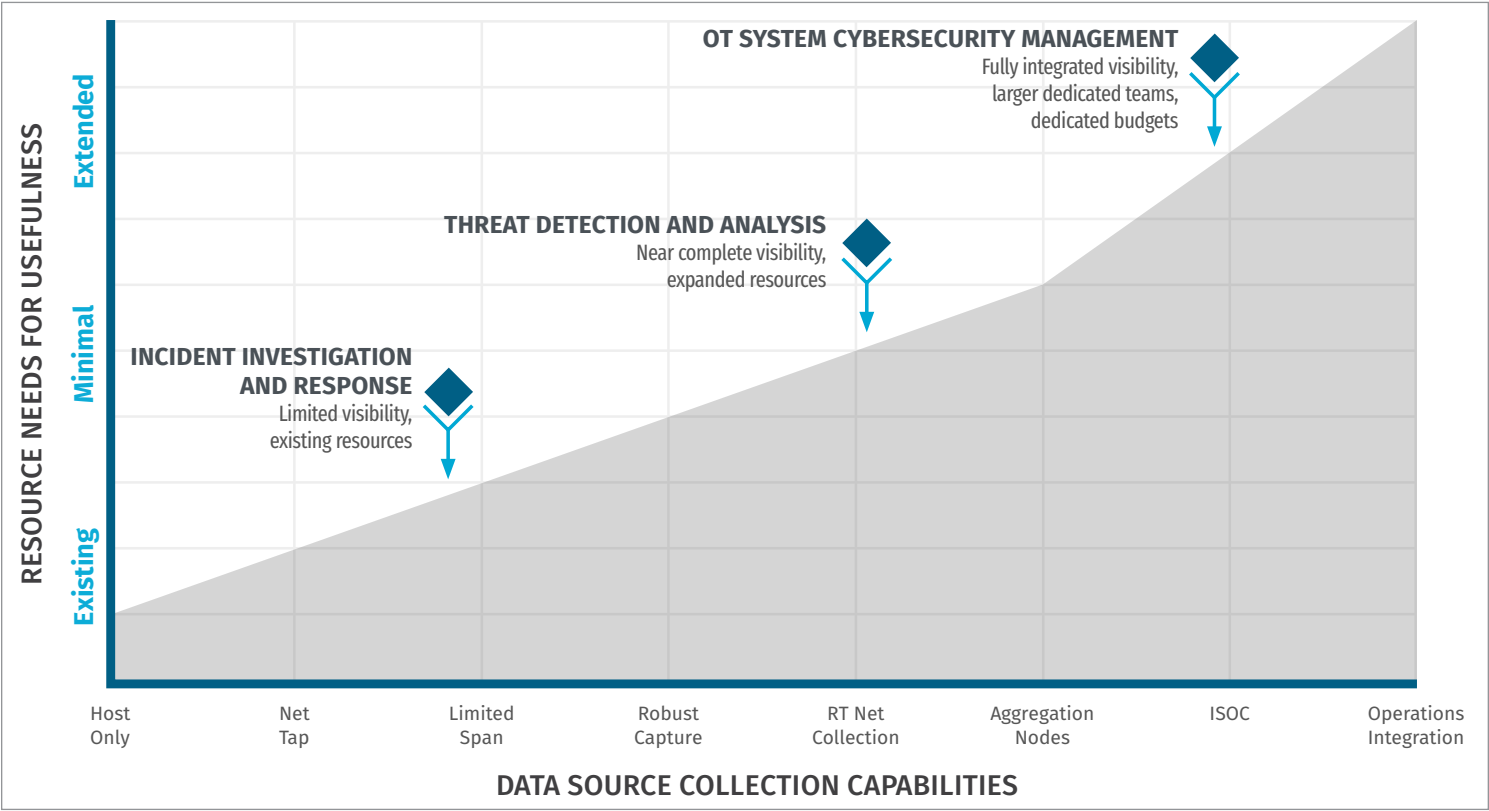 OT SYSTEM CYBERSECURITY MANAGEMENT
Fully integrated visibility,
larger dedicated teams,
dedicated budgets
THREAT DETECTION AND ANALYSIS
Near complete visibility,
expanded resources
INCIDENT INVESTIGATION
AND RESPONSE
Limited visibility,
existing resources
RESOURCE NEEDS FOR USEFULNESS
Extended
Minimal
Existing
Host
Only
Net
Tap
Limited
Span
Robust
Capture
RT Net
Collection
Aggregation
Nodes
ISOC
Operations
Integration
DATA SOURCE COLLECTION CAPABILITIES